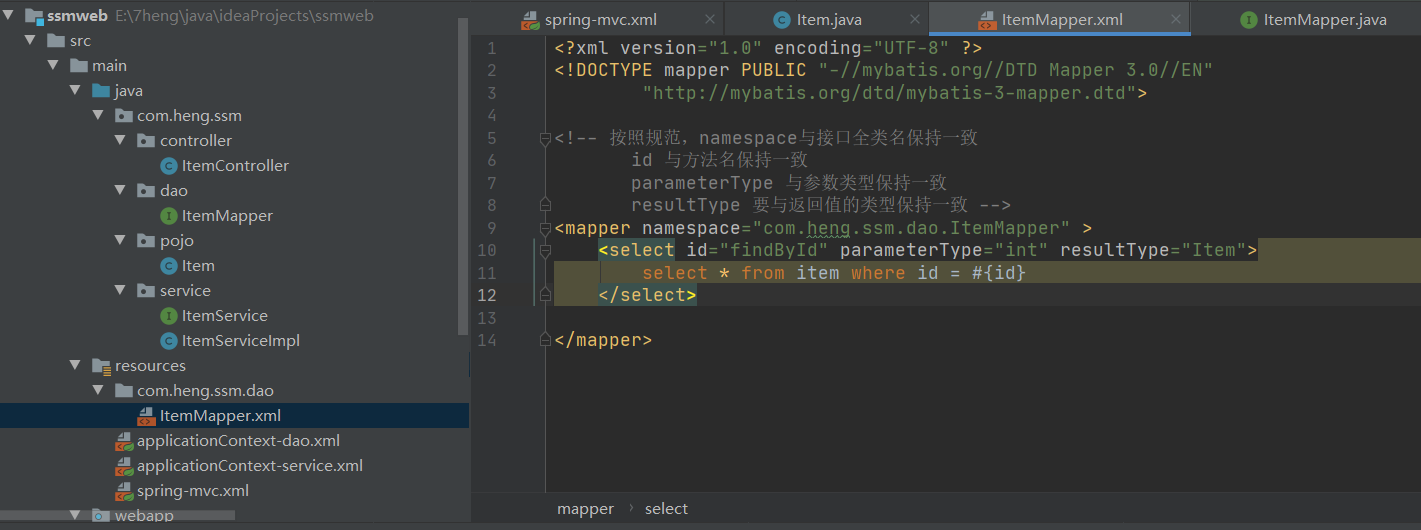 ssmweb E:\7heng\java\ideaProjects\ssmweb
src
main
java
com.heng.ssm
controller
ItemController
dao
ItemMapper
pojo
Item
service
ItemService
ItemServiceImpl
resources
com.heng.ssm.dao
ItemMapper.xml
applicationContext-dao.xml
applicationContext-service.xml
spring-mvc.xml
webapp
spring-mvc.xml × Item.java × ItemMapper.xml × ItemMapper.java
1 <?xml version="1.0" encoding="UTF-8" ?>
2 <!DOCTYPE mapper PUBLIC "-//mybatis.org//DTD Mapper 3.0//EN"
3 "http://mybatis.org/dtd/mybatis-3-mapper.dtd">
4
5 <!-- 按照规范，namespace与接口全类名保持一致
6 id 与方法名保持一致
7 parameterType 与参数类型保持一致
8 resultType 要与返回值的类型保持一致 -->
9 <mapper namespace="com.heng.ssm.dao.ItemMapper" >
10 <select id="findById" parameterType="int" resultType="Item">
11 select * from item where id = #{id}
12 </select>
13
14 </mapper>
mapper › select